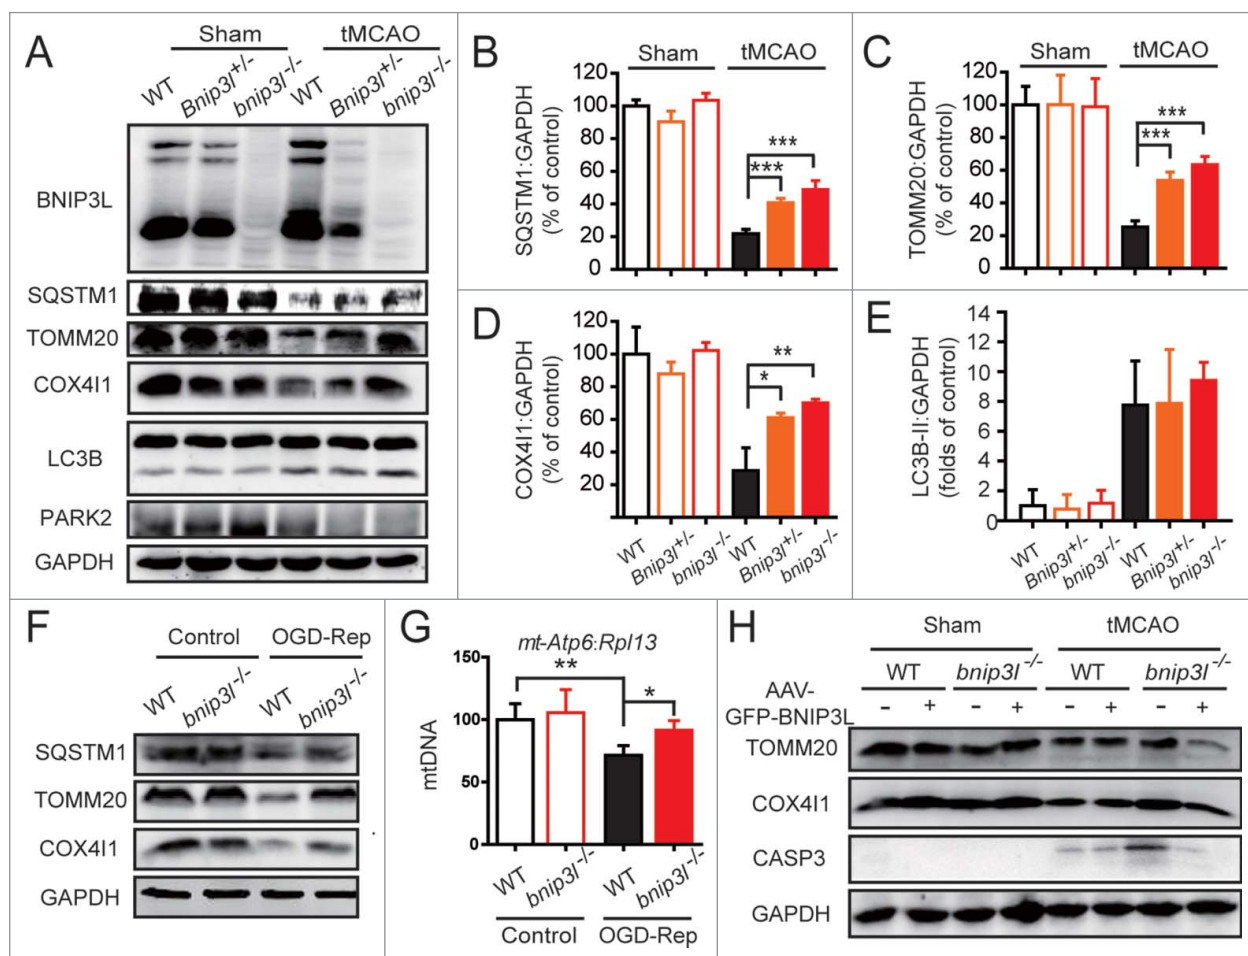 A
Sham
tMCAO
WT
Bnip3l+/-
bnip3l-/-
WT
Bnip3l+/-
bnip3l-/-
BNIP3L
SQSTM1
TOMM20
COX4I1
LC3B
PARK2
GAPDH
B
Sham
tMCAO
SQSTM1:GAPDH
(% of control)
120
100
80
60
40
20
0
***
***
C
Sham
tMCAO
TOMM20:GAPDH
(% of control)
120
100
80
60
40
20
0
***
***
D
COX4I1:GAPDH
(% of control)
120
100
80
60
40
20
**
*
WT
Bnip3l+/-
bnip3l-/-
WT
Bnip3l+/-
bnip3l-/-
E
LC3B-II:GAPDH
(folds of control)
14
12
10
8
6
4
2
0
WT
Bnip3l+/-
bnip3l-/-
WT
Bnip3l+/-
bnip3l-/-
F
Control
OGD-Rep
WT
bnip3l-/-
WT
bnip3l-/-
SQSTM1
TOMM20
COX4I1
GAPDH
G
mt-Atp6:Rpl13
mtDNA
150
100
50
0
**
*
WT
bnip3l-/-
WT
bnip3l-/-
Control
OGD-Rep
H
Sham
tMCAO
WT
bnip3l-/-
WT
bnip3l-/-
AAV-
GFP-BNIP3L
- + - + - + - +
TOMM20
COX4I1
CASP3
GAPDH